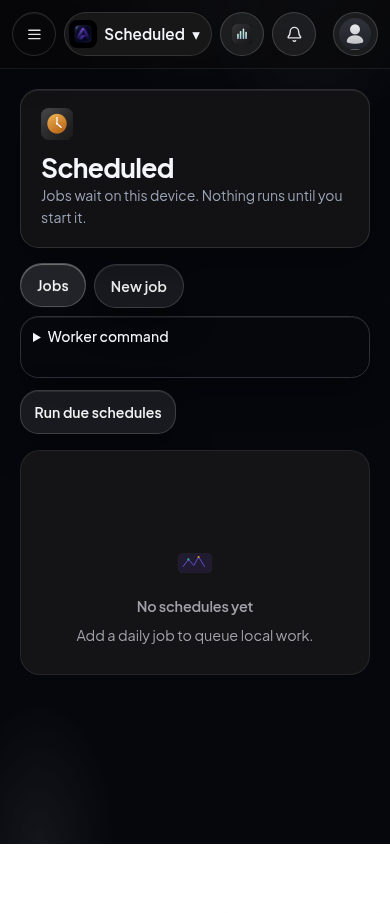 Scheduled ▾
Scheduled
Jobs wait on this device. Nothing runs until you
start it.
Jobs
New job
▶ Worker command
Run due schedules
No schedules yet
Add a daily job to queue local work.